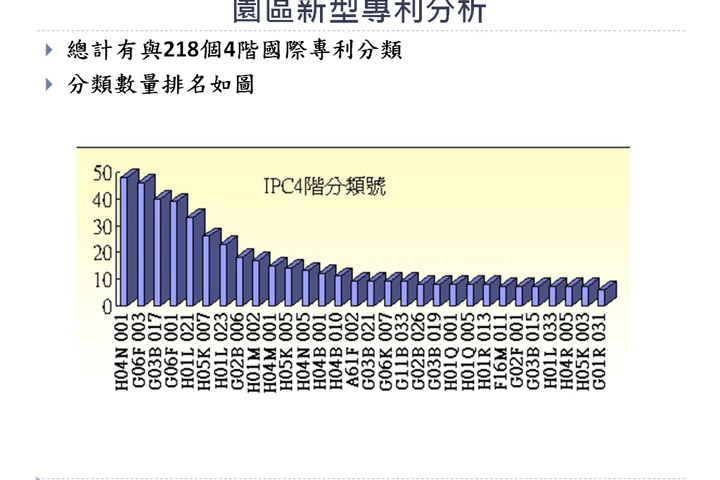 園區新型專利分析
總計有與218個4階國際專利分類
分類數量排名如圖
IPC4階分類號
50
40
30
20
10
0
H04N 001
G06F 003
G03B 017
G06F 001
H01L 021
H05K 007
H01L 023
G02B 006
H01M 002
H04M 001
H05K 005
H04N 005
H04B 001
H04B 010
A61F 002
G03B 021
G06K 007
G11B 033
G02B 026
G03B 019
H01Q 001
H01Q 005
H01R 013
F16M 011
G02F 001
G03B 015
H01L 033
H04R 005
H05K 003
G01R 031